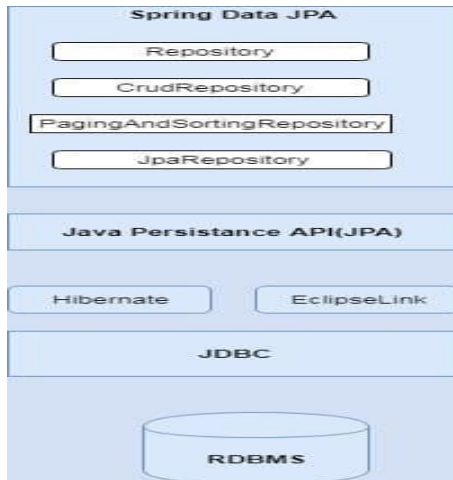 Spring Data JPA
Repository
CrudRepository
PagingAndSortingRepository
JpaRepository
Java Persistance API(JPA)
Hibernate
EclipseLink
JDBC
RDBMS